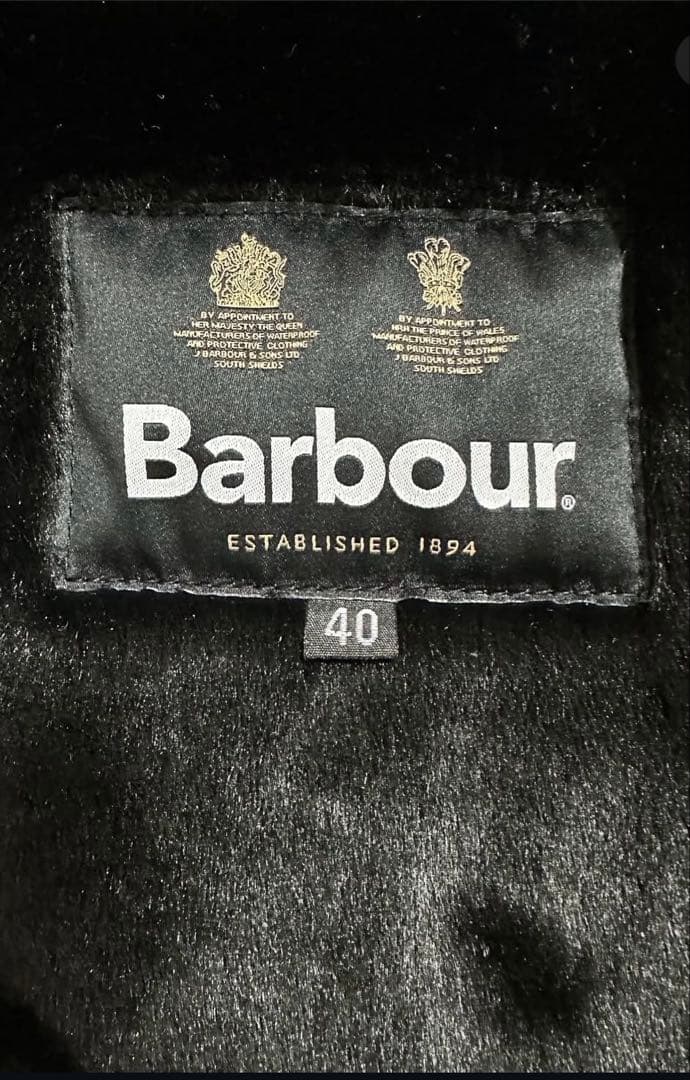 BY APPOINTMENT TO
HER MAJESTY THE QUEEN
MANUFACTURERS OF WATERPROOF
AND PROTECTIVE CLOTHING
J BARBOUR & SONS LTD
SOUTH SHIELDS
BY APPOINTMENT TO
HRH THE PRINCE OF WALES
MANUFACTURERS OF WATERPROOF
AND PROTECTIVE CLOTHING
J BARBOUR & SONS LTD
SOUTH SHIELDS
Barbour®
ESTABLISHED 1894
40